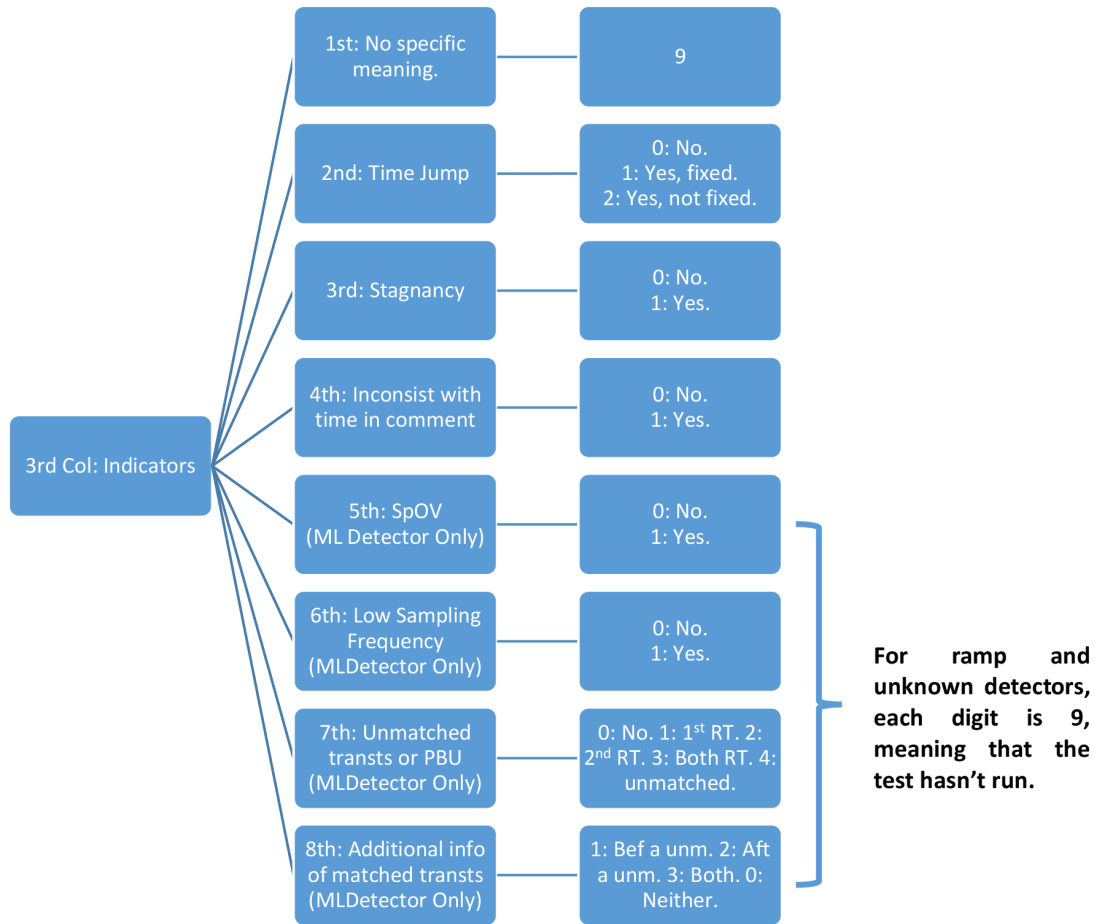 1st: No specific
meaning.
9
2nd: Time Jump
0: No.
1: Yes, fixed.
2: Yes, not fixed.
3rd: Stagnancy
0: No.
1: Yes.
4th: Inconsist with
time in comment
0: No.
1: Yes.
3rd Col: Indicators
5th: SpOV
(ML Detector Only)
0: No.
1: Yes.
6th: Low Sampling
Frequency
(MLDetector Only)
0: No.
1: Yes.
7th: Unmatched
transts or PBU
(MLDetector Only)
0: No. 1: 1st RT. 2:
2nd RT. 3: Both RT. 4:
unmatched.
8th: Additional info
of matched transts
(MLDetector Only)
1: Bef a unm. 2: Aft
a unm. 3: Both. 0:
Neither.
For ramp and
unknown detectors,
each digit is 9,
meaning that the
test hasn’t run.